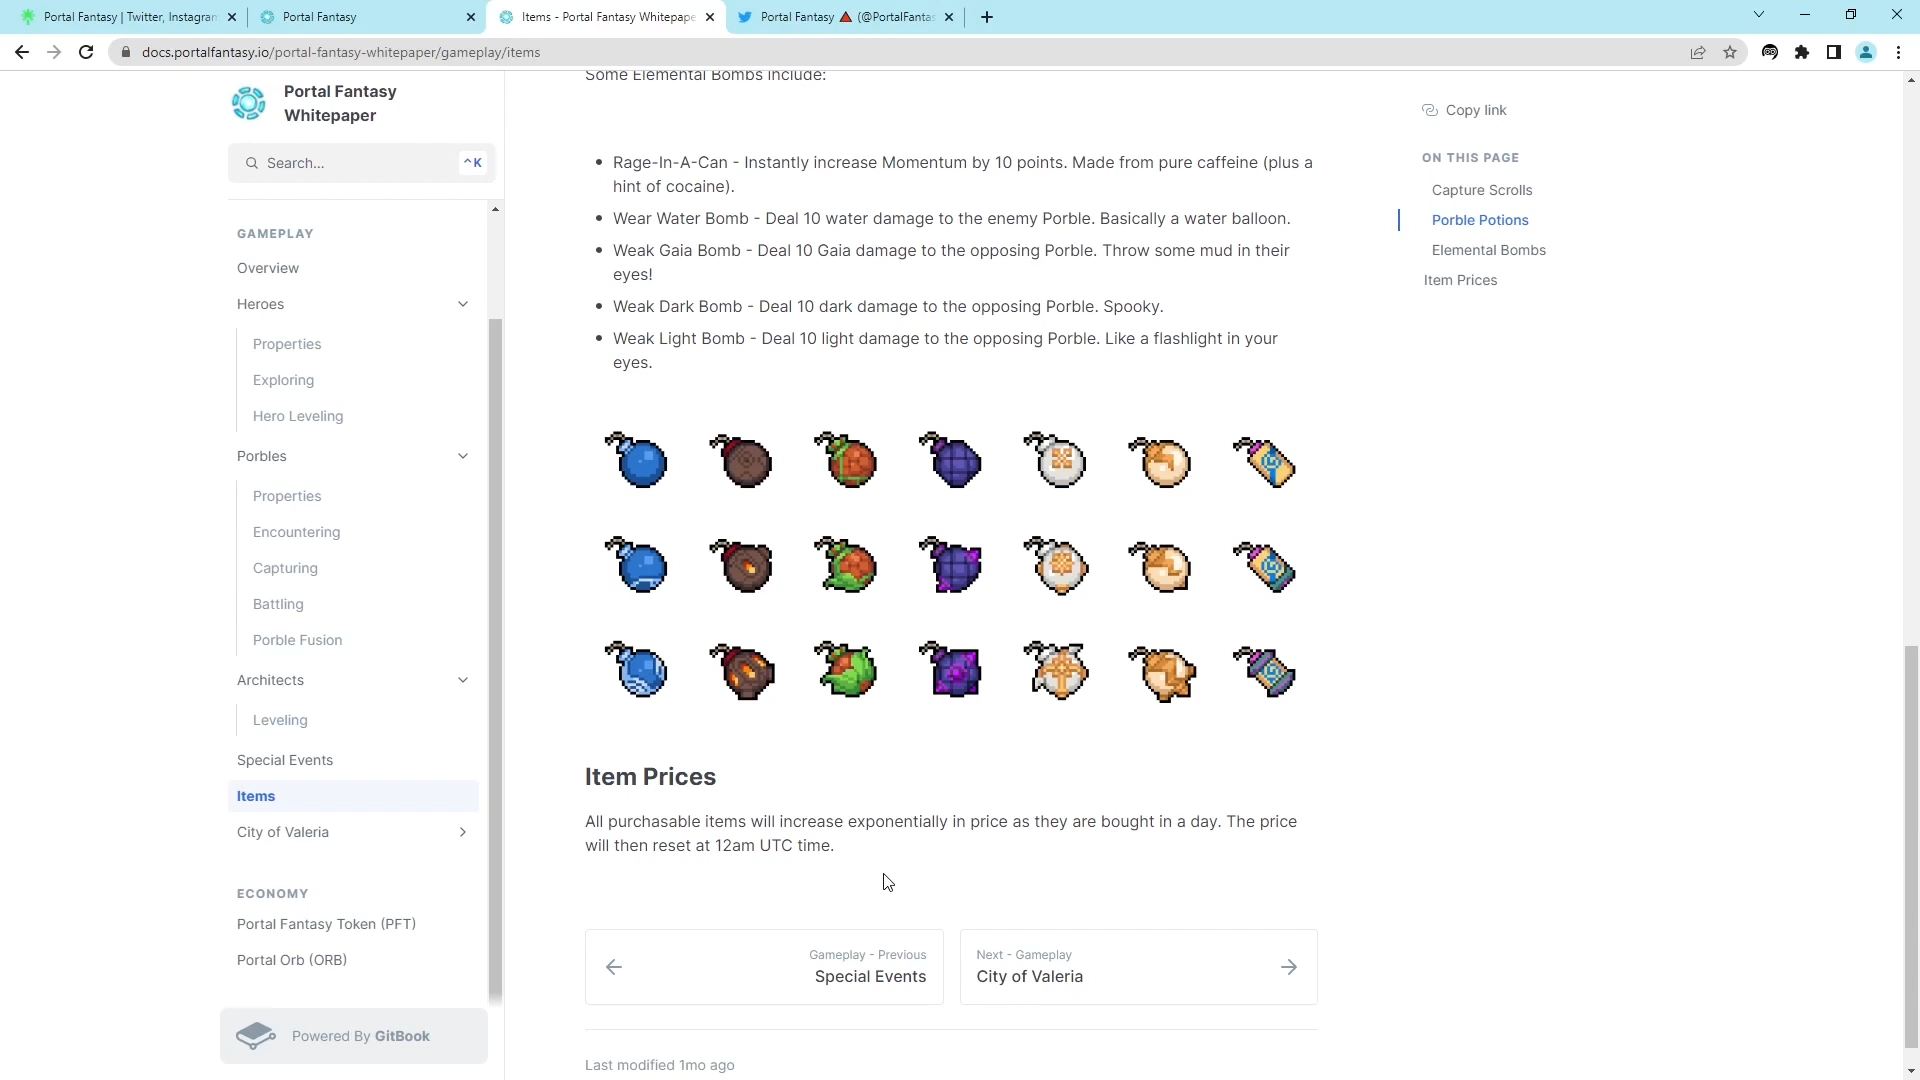 Portal Fantasy | Twitter, Instagran
Portal Fantasy
Items - Portal Fantasy Whitepape
Portal Fantasy 🔺 (@PortalFantas
docs.portalfantasy.io/portal-fantasy-whitepaper/gameplay/items
Portal Fantasy
Whitepaper
Search...
^K
GAMEPLAY
Overview
Heroes
Properties
Exploring
Hero Leveling
Porbles
Properties
Encountering
Capturing
Battling
Porble Fusion
Architects
Leveling
Special Events
Items
City of Valeria
ECONOMY
Portal Fantasy Token (PFT)
Portal Orb (ORB)
Powered By GitBook
Some Elemental Bombs include:
• Rage-In-A-Can - Instantly increase Momentum by 10 points. Made from pure caffeine (plus a
hint of cocaine).
• Wear Water Bomb - Deal 10 water damage to the enemy Porble. Basically a water balloon.
• Weak Gaia Bomb - Deal 10 Gaia damage to the opposing Porble. Throw some mud in their
eyes!
• Weak Dark Bomb - Deal 10 dark damage to the opposing Porble. Spooky.
• Weak Light Bomb - Deal 10 light damage to the opposing Porble. Like a flashlight in your
eyes.
Item Prices
All purchasable items will increase exponentially in price as they are bought in a day. The price
will then reset at 12am UTC time.
Gameplay - Previous
Special Events
Next - Gameplay
City of Valeria
Last modified 1mo ago
Copy link
ON THIS PAGE
Capture Scrolls
Porble Potions
Elemental Bombs
Item Prices